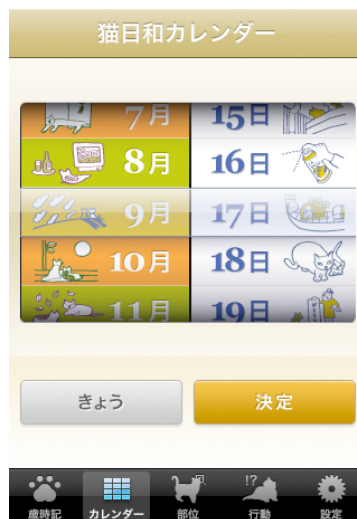 猫日和カレンダー
7月 15日
8月 16日
9月 17日
10月 18日
11月 19日
きょう 決定
!?
歳時記 カレンダー 部位 行動 設定